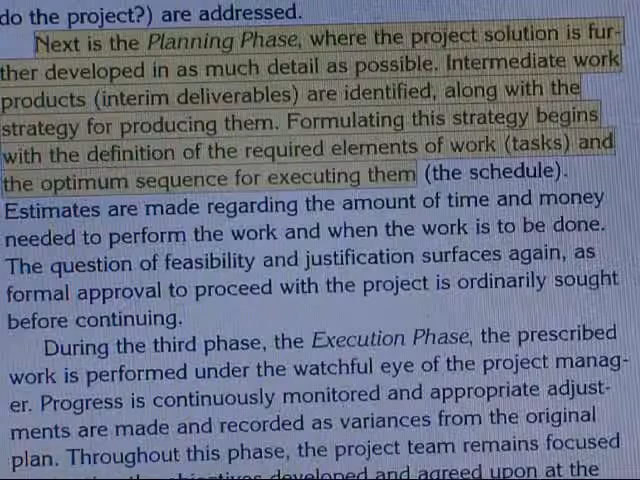 do the project?) are addressed.
Next is the Planning Phase, where the project solution is fur-
ther developed in as much detail as possible. Intermediate work
products (interim deliverables) are identified, along with the
strategy for producing them. Formulating this strategy begins
with the definition of the required elements of work (tasks) and
the optimum sequence for executing them (the schedule).
Estimates are made regarding the amount of time and money
needed to perform the work and when the work is to be done.
The question of feasibility and justification surfaces again, as
formal approval to proceed with the project is ordinarily sought
before continuing.
During the third phase, the Execution Phase, the prescribed
work is performed under the watchful eye of the project manag-
er. Progress is continuously monitored and appropriate adjust-
ments are made and recorded as variances from the original
plan. Throughout this phase, the project team remains focused
the objectives developed and agreed upon at the